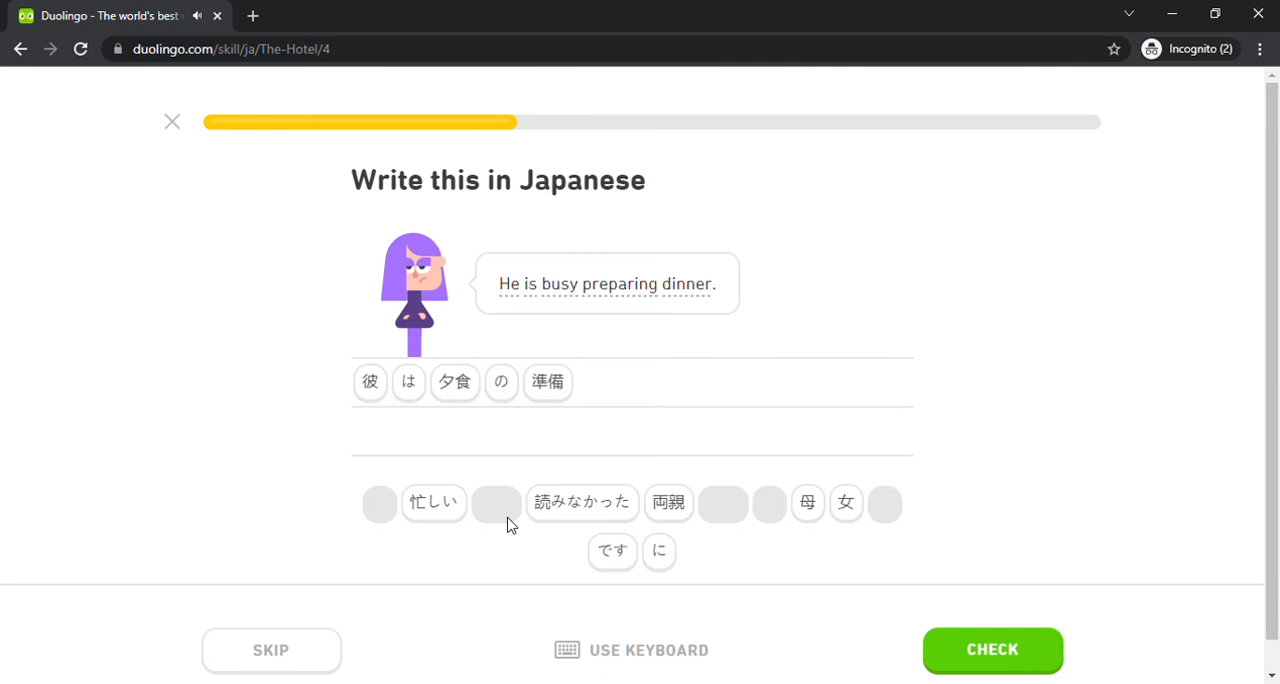 Duolingo - The world's best
duolingo.com/skill/ja/The-Hotel/4
Incognito (2)
Write this in Japanese
He is busy preparing dinner.
彼 は 夕食 の 準備
忙しい 読みなかった 両親 母 女
です に
SKIP
USE KEYBOARD
CHECK